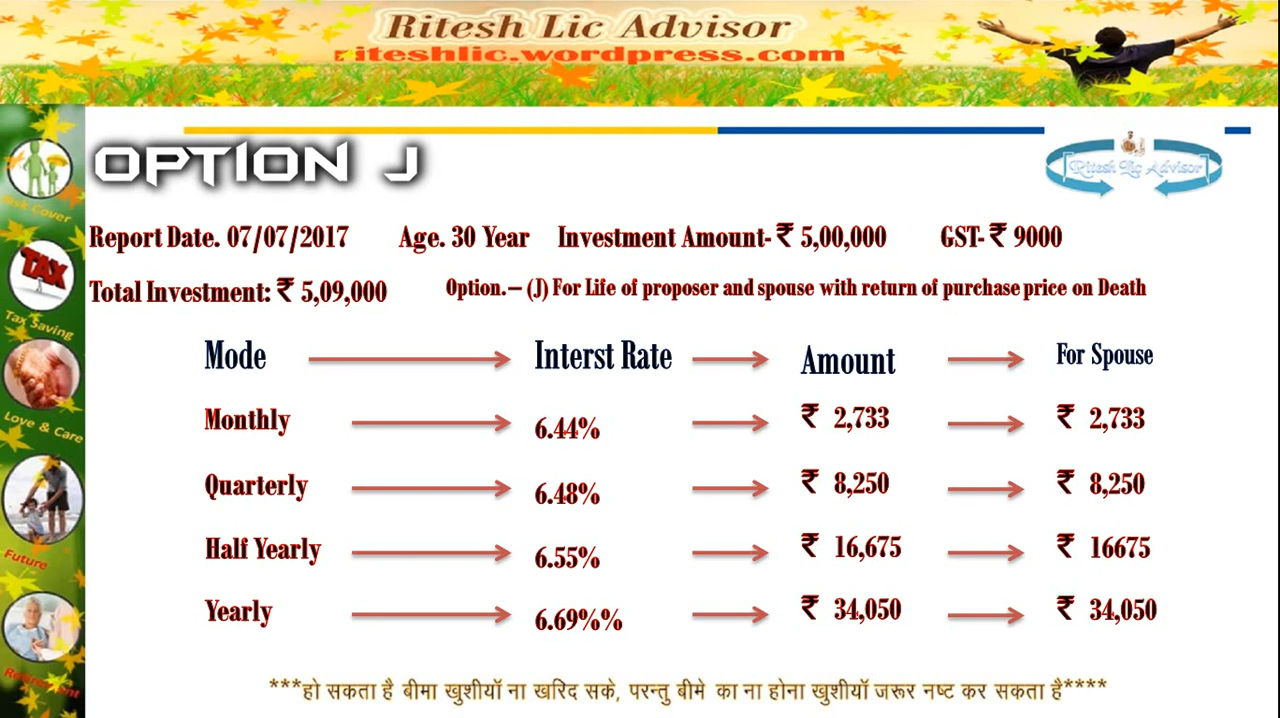 Ritesh Lic Advisor
riteshlic.wordpress.com
OPTION J
Ritesh Lic Advisor
Risk Cover
TAX
Tax Saving
Love & Care
Future
Retirement
Report Date. 07/07/2017 Age. 30 Year Investment Amount- ₹ 5,00,000 GST- ₹ 9000
Total Investment: ₹ 5,09,000 Option.– (J) For Life of proposer and spouse with return of purchase price on Death
Mode Interst Rate Amount For Spouse
Monthly 6.44% ₹ 2,733 ₹ 2,733
Quarterly 6.48% ₹ 8,250 ₹ 8,250
Half Yearly 6.55% ₹ 16,675 ₹ 16675
Yearly 6.69%% ₹ 34,050 ₹ 34,050
***हो सकता है बीमा खुशीयॉ ना खरिद सके, परन्तु बीमे का ना होना खुशीयॉ जरूर नष्ट कर सकता है****